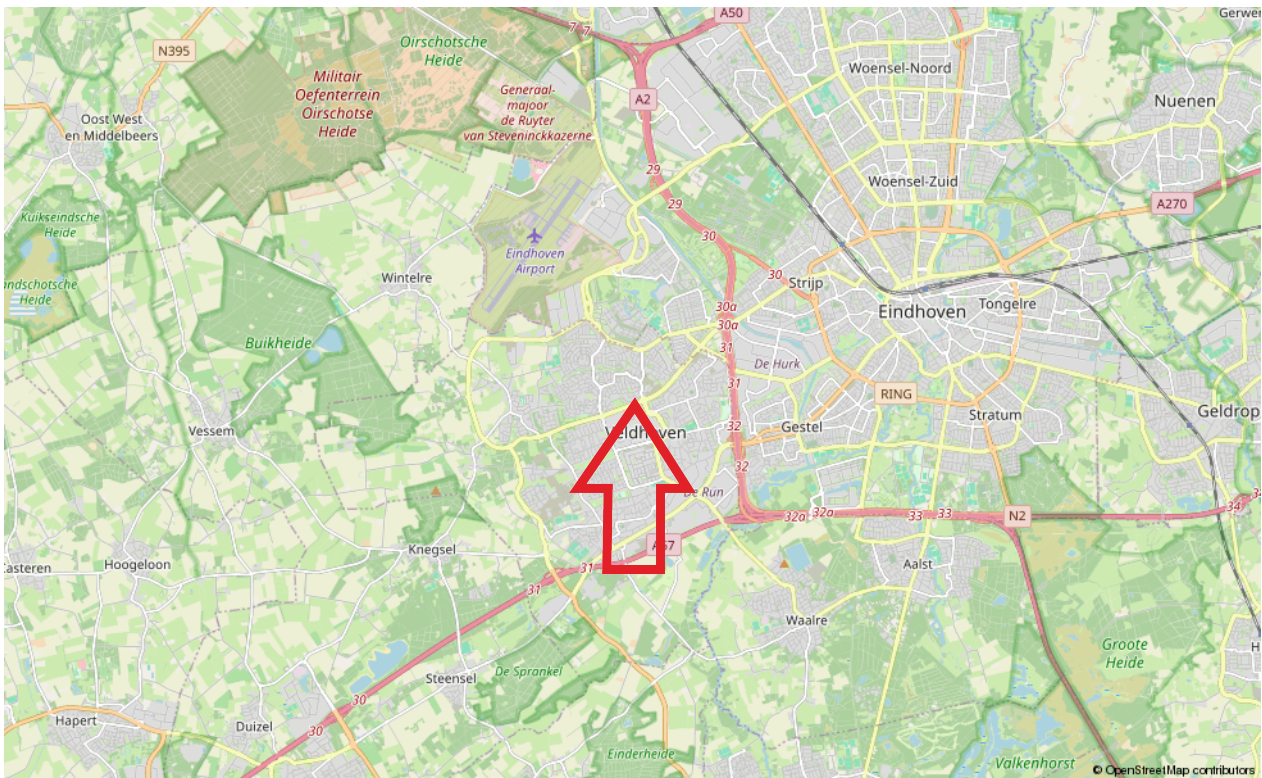 A50
Gerwen
7
7
N395
Oirschotsche
Heide
Woensel-Noord
Militair
Oefenterrein
Oirschotse
Heide
Generaal-
majoor
de Ruyter
van Steveninckkazerne
A2
Nuenen
Oost West
en Middelbeers
29
Woensel-Zuid
29
A270
Kuikseindsche
Heide
30
Eindhoven
Airport
Wintelre
30
Strijp
andschotsche
Heide
Tongelre
30a
Eindhoven
30a
Buikheide
31
De Hurk
31
RING
Geldrop
Stratum
Vessem
32
Gestel
Veldhoven
32
De Run
34
34
32a
32a
33
33
N2
A67
Knegsel
Casteren
Hoogeloon
31
Aalst
31
Waalre
Groote
Heide
H
De Sprankel
Steensel
30
Hapert
Duizel
30
Einderheide
Valkenhorst
© OpenStreetMap contributors